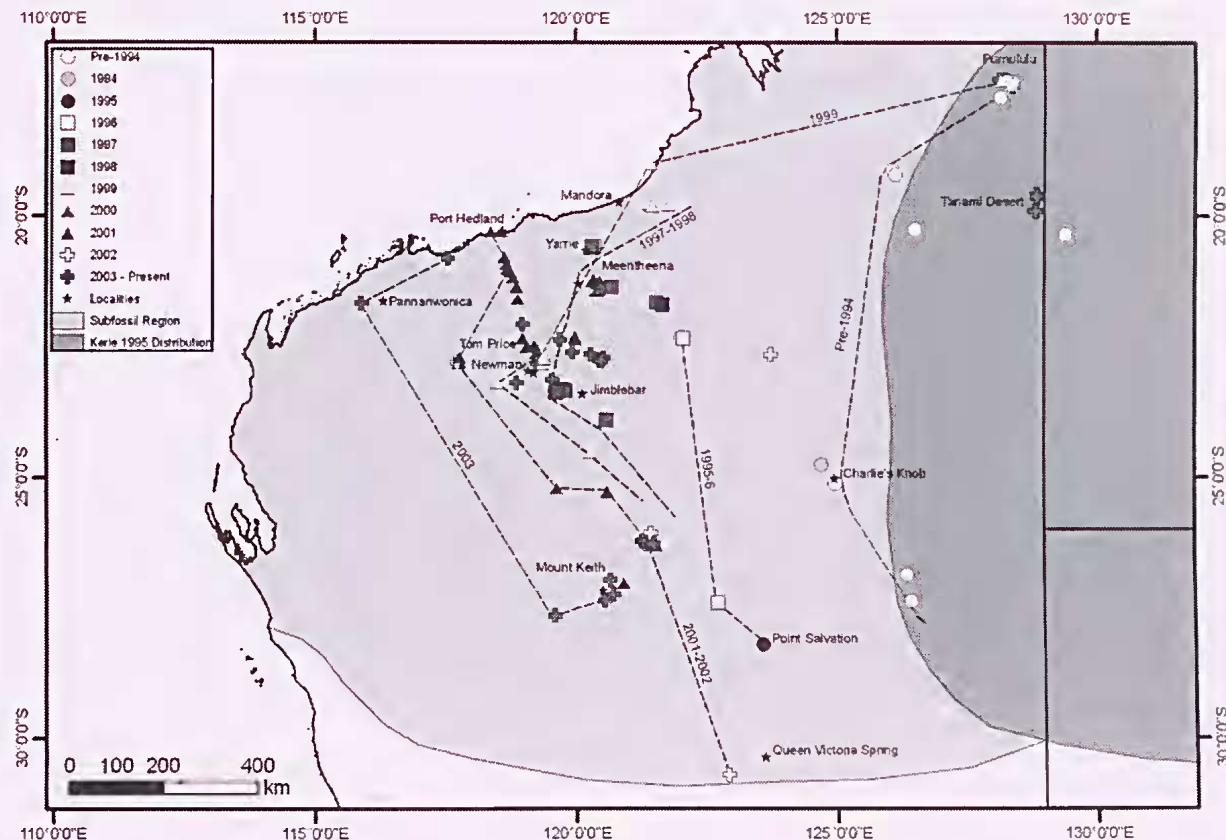 110°0'0"E
115°0'0"E
120°0'0"E
125°0'0"E
130°0'0"E
Pre-1994
1994
1995
1996
1997
1998
1999
2000
2001
2002
2003 - Present
Localities
Subfossil Region
Kerle 1995 Distribution
Purnululu
1999
Mandora
Port Hedland
1997-1998
Yarrie
Meentheena
Tanami Desert
20°0'0"S
20°0'0"S
Pannawonica
Tom Price
Newman
Jimblebar
Pre-1994
2003
1995-6
Charlie's Knob
25°0'0"S
25°0'0"S
Mount Keith
Point Salvation
2001-2002
Queen Victoria Spring
30°0'0"S
30°0'0"S
0 100 200 400
km
110°0'0"E
115°0'0"E
120°0'0"E
125°0'0"E
130°0'0"E